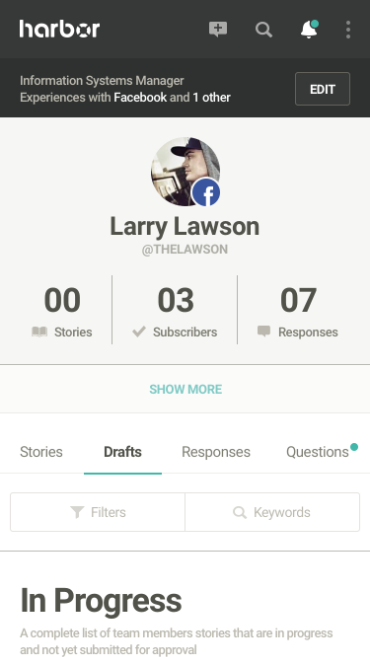 harbor
Information Systems Manager
Experiences with Facebook and 1 other
EDIT
f
Larry Lawson
@THELAWSON
00
Stories
03
Subscribers
07
Responses
SHOW MORE
Stories
Drafts
Responses
Questions
Filters
Keywords
In Progress
A complete list of team members stories that are in progress
and not yet submitted for approval